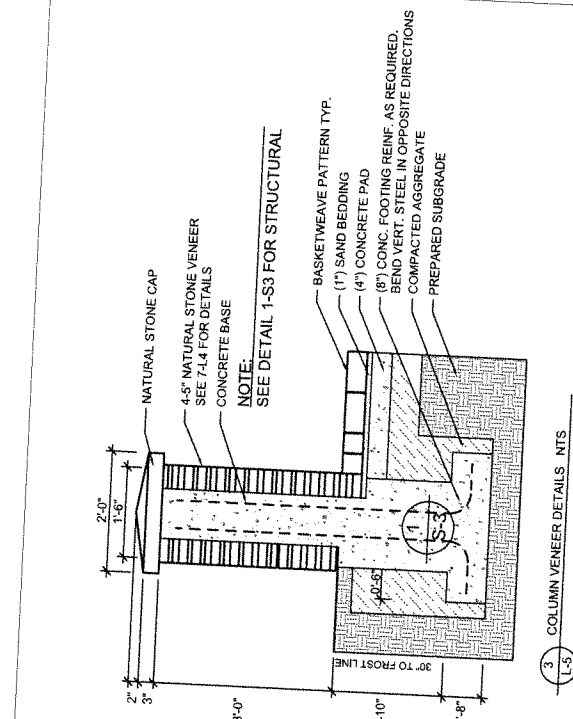 2'-0"
1'-6"
NATURAL STONE CAP
4-5" NATURAL STONE VENEER
SEE 7-L4 FOR DETAILS
CONCRETE BASE
NOTE:
SEE DETAIL 1-S3 FOR STRUCTURAL
BASKETWEAVE PATTERN TYP.
(1") SAND BEDDING
(4") CONCRETE PAD
(8") CONC. FOOTING REINF. AS REQUIRED.
BEND VERT. STEEL IN OPPOSITE DIRECTIONS
COMPACTED AGGREGATE
PREPARED SUBGRADE
2"
3"
30" TO FROST LINE
-10"
-8"
0'-6"
1
S-3
3
L-5
COLUMN VENEER DETAILS NTS